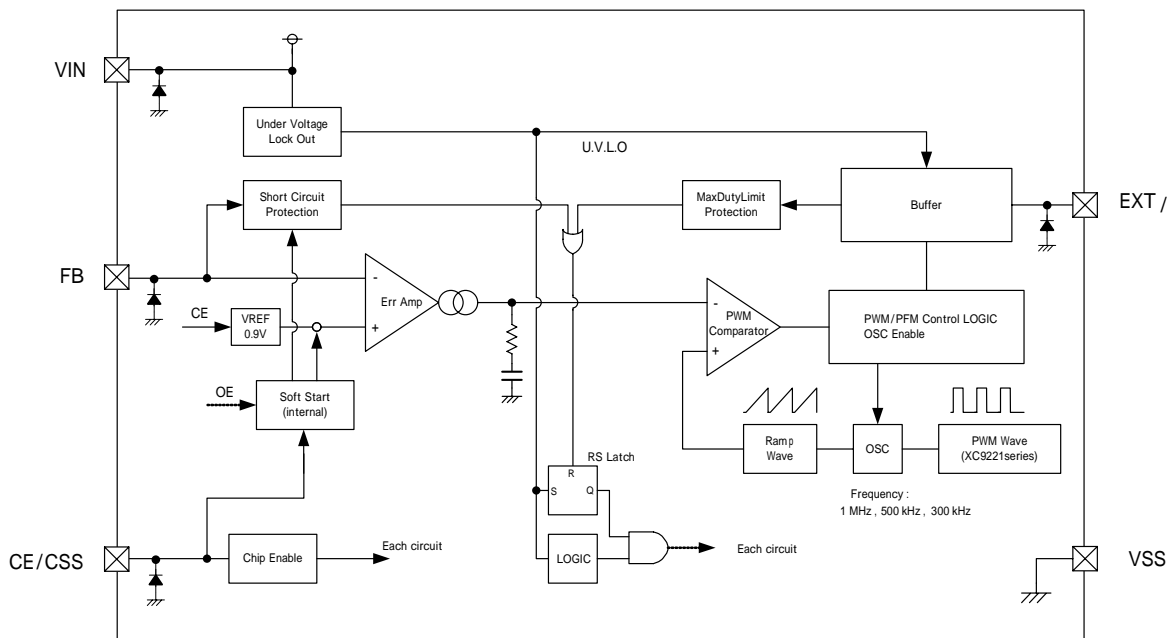 VIN
Under Voltage
Lock Out
U.V.L.O
Short Circuit
Protection
MaxDutyLimit
Protection
Buffer
EXT /
FB
-
Err Amp
+
CE
VREF
0.9V
-
PWM
Comparator
+
PWM/PFM Control LOGIC
OSC Enable
OE
Soft Start
(internal)
Ramp
Wave
OSC
PWM Wave
(XC9221series)
RS Latch
R
S
Q
Frequency :
1 MHz , 500 kHz , 300 kHz
CE/CSS
Chip Enable
Each circuit
LOGIC
Each circuit
VSS